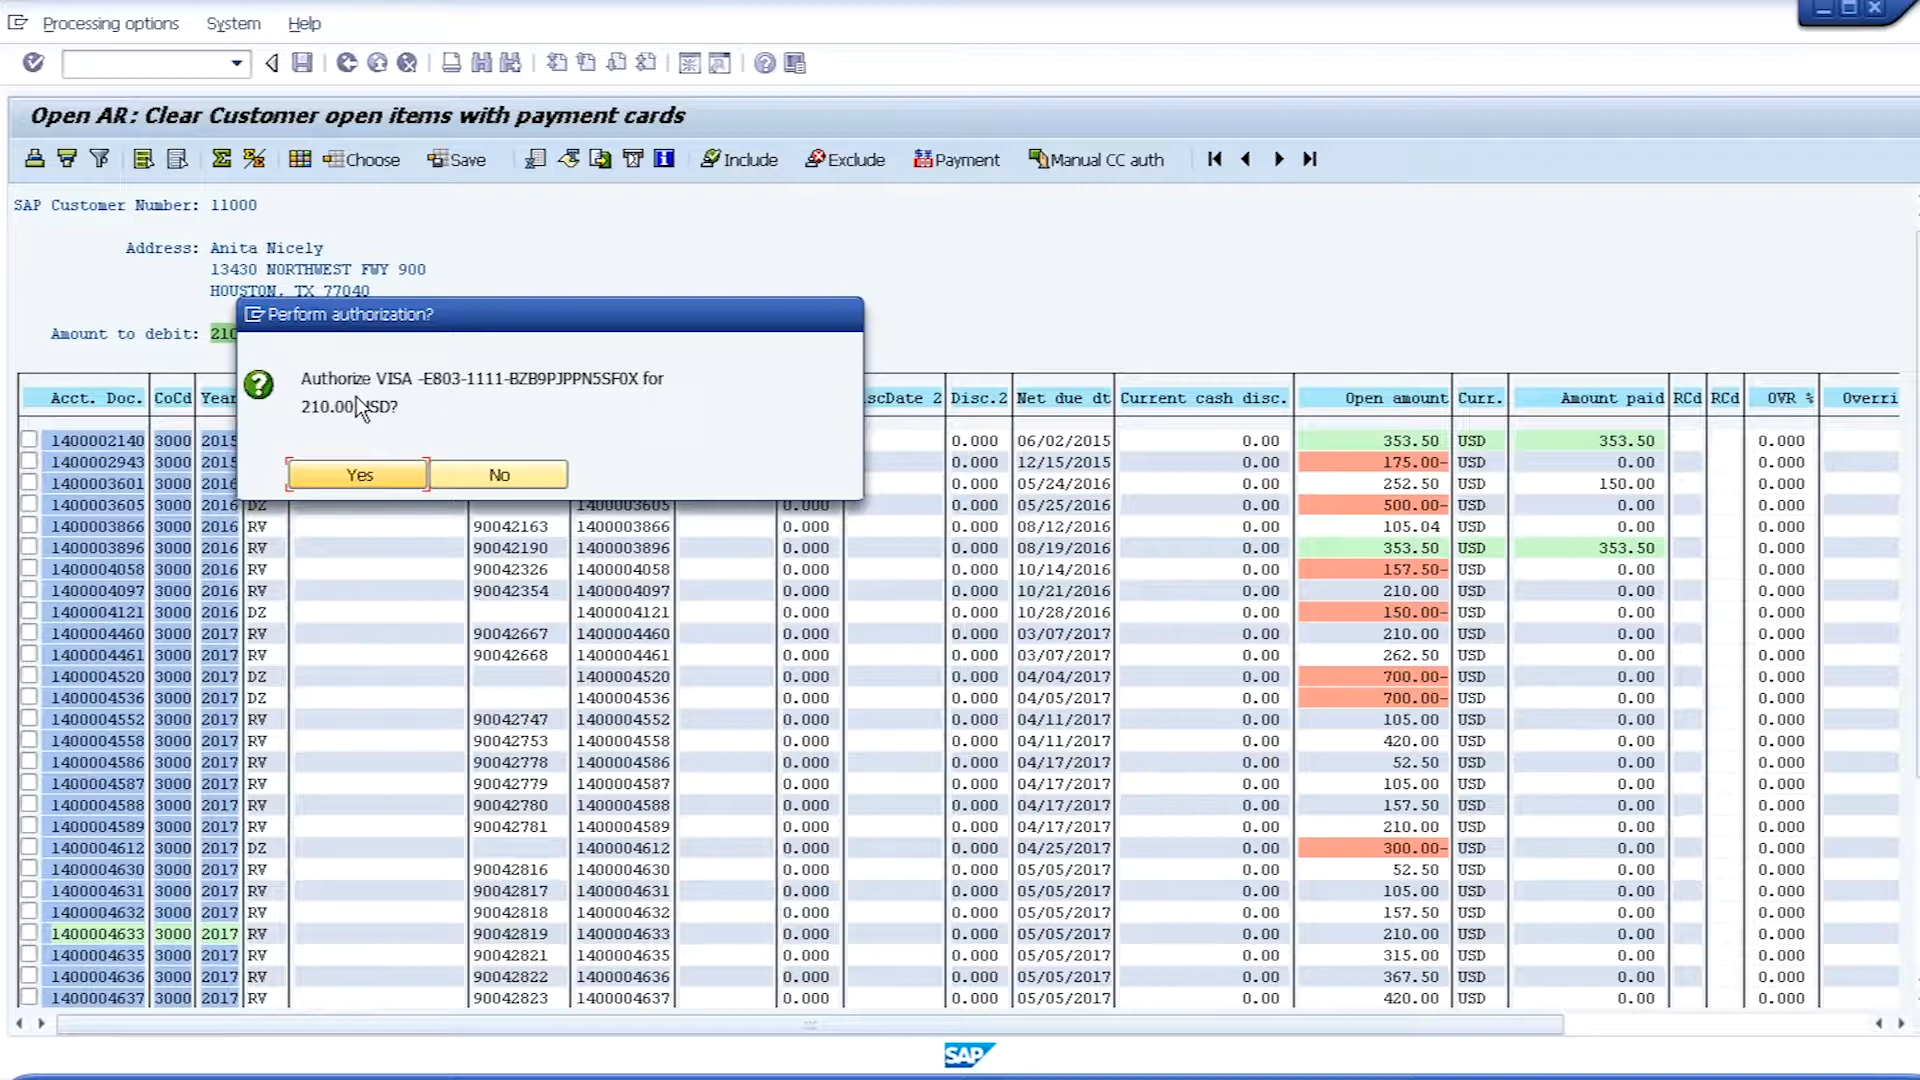 Processing options System Help
Open AR: Clear Customer open items with payment cards
Choose Save Include Exclude Payment Manual CC auth
SAP Customer Number: 11000
Address: Anita Nicely
13430 NORTHWEST FWY 900
HOUSTON, TX 77040
Perform authorization?
Amount to debit: 210
Authorize VISA -E803-1111-BZB9PJPPN5SF0X for
210.00 USD?
Yes No
Acct. Doc. CoCd Year scDate 2 Disc.2 Net due dt Current cash disc. Open amount Curr. Amount paid RCd RCd OVR % Overri
1400002140 3000 2015 0.000 06/02/2015 0.00 353.50 USD 353.50 0.000
1400002943 3000 2015 0.000 12/15/2015 0.00 175.00- USD 0.00 0.000
1400003601 3000 2016 0.000 05/24/2016 0.00 252.50 USD 150.00 0.000
1400003605 3000 2016 DZ 1400003605 0.000 0.000 05/25/2016 0.00 500.00- USD 0.00 0.000
1400003866 3000 2016 RV 90042163 1400003866 0.000 0.000 08/12/2016 0.00 105.04 USD 0.00 0.000
1400003896 3000 2016 RV 90042190 1400003896 0.000 0.000 08/19/2016 0.00 353.50 USD 353.50 0.000
1400004058 3000 2016 RV 90042326 1400004058 0.000 0.000 10/14/2016 0.00 157.50- USD 0.00 0.000
1400004097 3000 2016 RV 90042354 1400004097 0.000 0.000 10/21/2016 0.00 210.00 USD 0.00 0.000
1400004121 3000 2016 DZ 1400004121 0.000 0.000 10/28/2016 0.00 150.00- USD 0.00 0.000
1400004460 3000 2017 RV 90042667 1400004460 0.000 0.000 03/07/2017 0.00 210.00 USD 0.00 0.000
1400004461 3000 2017 RV 90042668 1400004461 0.000 0.000 03/07/2017 0.00 262.50 USD 0.00 0.000
1400004520 3000 2017 DZ 1400004520 0.000 0.000 04/04/2017 0.00 700.00- USD 0.00 0.000
1400004536 3000 2017 DZ 1400004536 0.000 0.000 04/05/2017 0.00 700.00- USD 0.00 0.000
1400004552 3000 2017 RV 90042747 1400004552 0.000 0.000 04/11/2017 0.00 105.00 USD 0.00 0.000
1400004558 3000 2017 RV 90042753 1400004558 0.000 0.000 04/11/2017 0.00 420.00 USD 0.00 0.000
1400004586 3000 2017 RV 90042778 1400004586 0.000 0.000 04/17/2017 0.00 52.50 USD 0.00 0.000
1400004587 3000 2017 RV 90042779 1400004587 0.000 0.000 04/17/2017 0.00 105.00 USD 0.00 0.000
1400004588 3000 2017 RV 90042780 1400004588 0.000 0.000 04/17/2017 0.00 157.50 USD 0.00 0.000
1400004589 3000 2017 RV 90042781 1400004589 0.000 0.000 04/17/2017 0.00 210.00 USD 0.00 0.000
1400004612 3000 2017 DZ 1400004612 0.000 0.000 04/25/2017 0.00 300.00- USD 0.00 0.000
1400004630 3000 2017 RV 90042816 1400004630 0.000 0.000 05/05/2017 0.00 52.50 USD 0.00 0.000
1400004631 3000 2017 RV 90042817 1400004631 0.000 0.000 05/05/2017 0.00 105.00 USD 0.00 0.000
1400004632 3000 2017 RV 90042818 1400004632 0.000 0.000 05/05/2017 0.00 157.50 USD 0.00 0.000
1400004633 3000 2017 RV 90042819 1400004633 0.000 0.000 05/05/2017 0.00 210.00 USD 0.00 0.000
1400004635 3000 2017 RV 90042821 1400004635 0.000 0.000 05/05/2017 0.00 315.00 USD 0.00 0.000
1400004636 3000 2017 RV 90042822 1400004636 0.000 0.000 05/05/2017 0.00 367.50 USD 0.00 0.000
1400004637 3000 2017 RV 90042823 1400004637 0.000 0.000 05/05/2017 0.00 420.00 USD 0.00 0.000
SAP